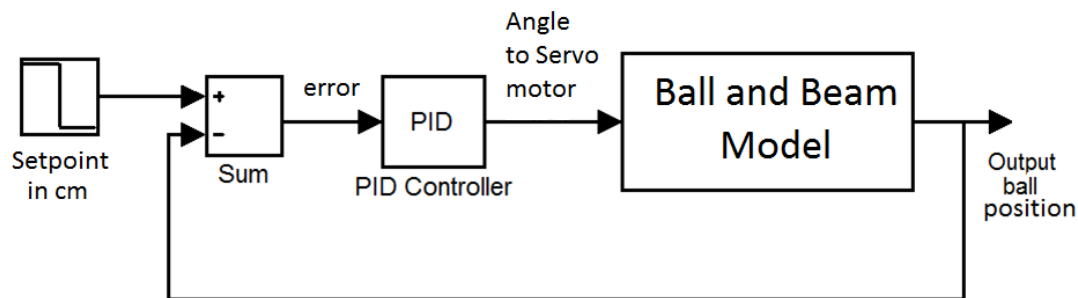 Setpoint
in cm
+
−
Sum
error
PID
PID Controller
Angle
to Servo
motor
Ball and Beam
Model
Output
ball
position